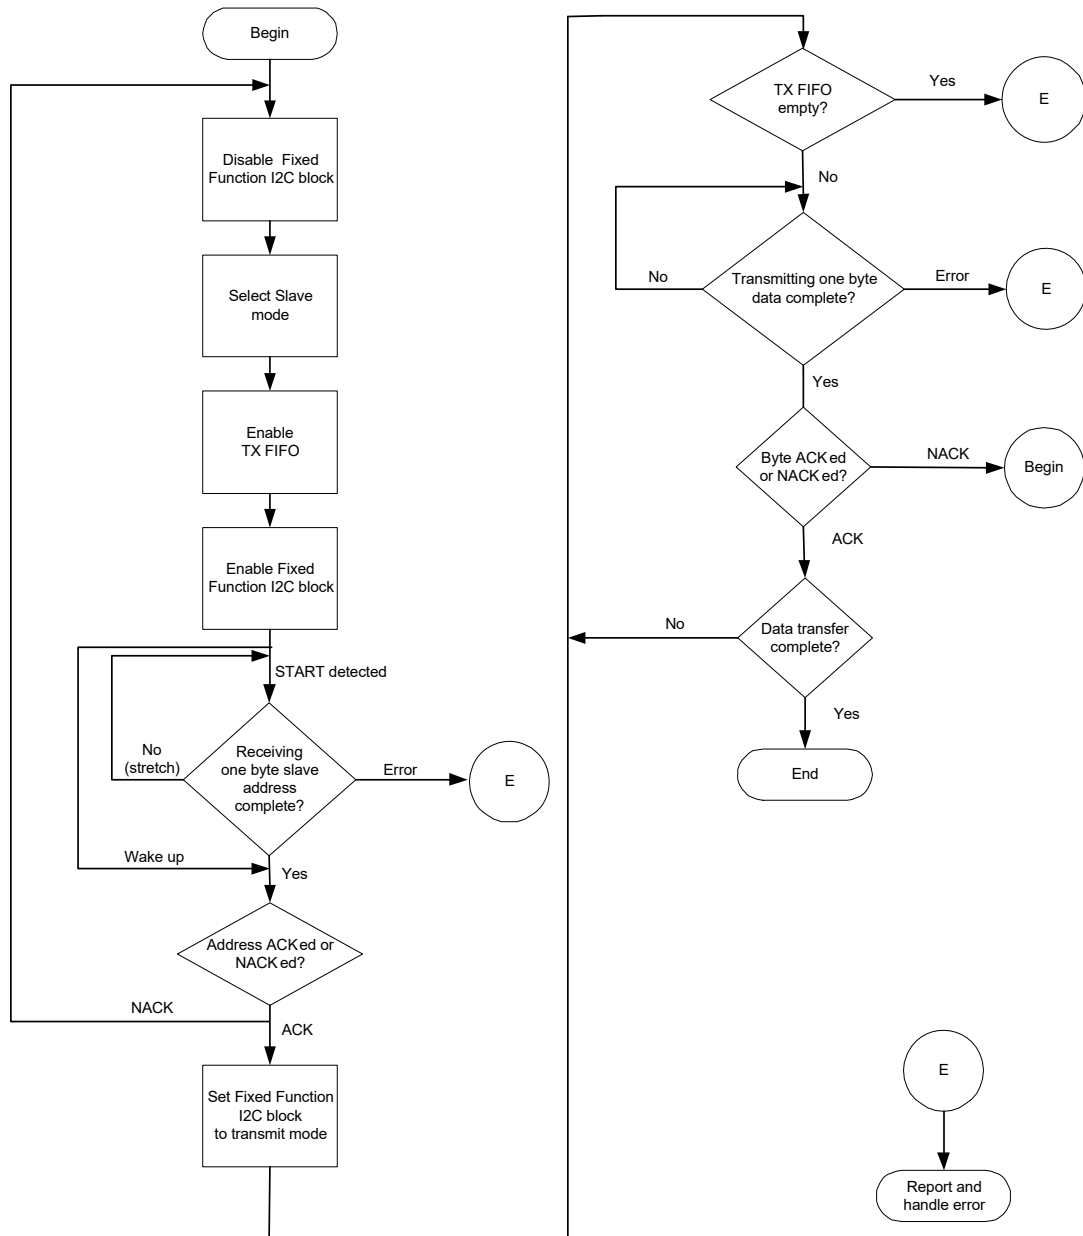 Begin
Disable Fixed
Function I2C block
Select Slave
mode
Enable
TX FIFO
Enable Fixed
Function I2C block
START detected
No
(stretch)
Receiving
one byte slave
address
complete?
Error
E
Wake up
Yes
Address ACKed or
NACKed?
NACK
ACK
Set Fixed Function
I2C block
to transmit mode
TX FIFO
empty?
Yes
E
No
No
Transmitting one byte
data complete?
Error
E
Yes
Byte ACKed
or NACKed?
NACK
Begin
ACK
No
Data transfer
complete?
Yes
End
E
Report and
handle error